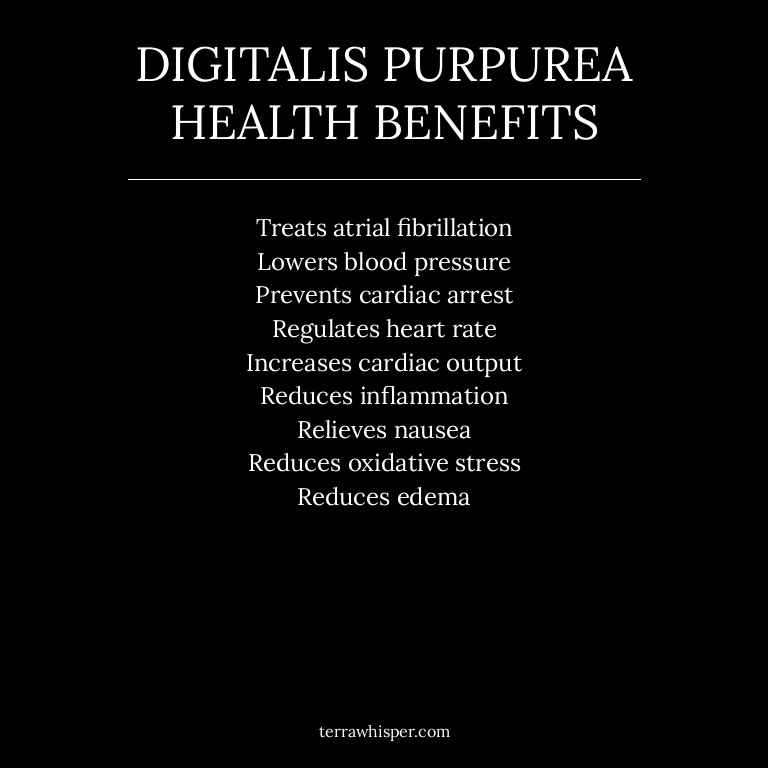 DIGITALIS PURPUREA
HEALTH BENEFITS
Treats atrial fibrillation
Lowers blood pressure
Prevents cardiac arrest
Regulates heart rate
Increases cardiac output
Reduces inflammation
Relieves nausea
Reduces oxidative stress
Reduces edema
terrawhisper.com